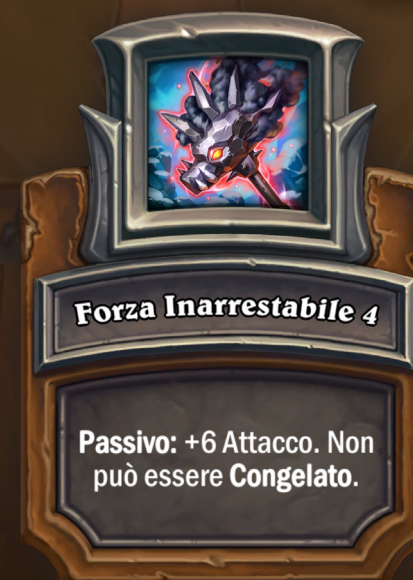 Forza Inarrestabile 4
Passivo: +6 Attacco. Non
può essere Congelato.